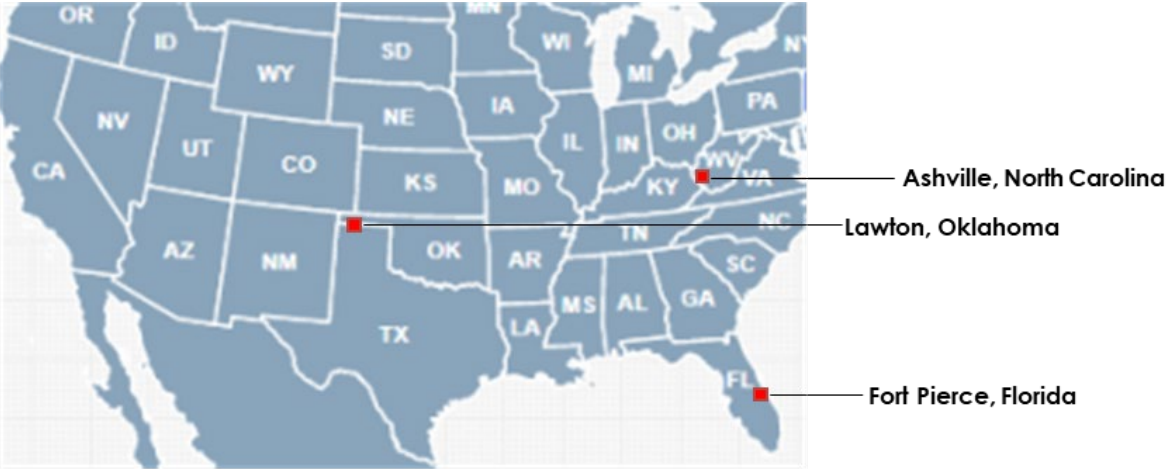 OR
MN
ID
SD
WI
NY
WY
MI
IA
PA
NE
NV
OH
IL
IN
UT
CO
WV
CA
KS
MO
KY
VA
Ashville, North Carolina
NC
Lawton, Oklahoma
TN
AZ
NM
OK
AR
SC
MS
AL
GA
LA
TX
FL
Fort Pierce, Florida